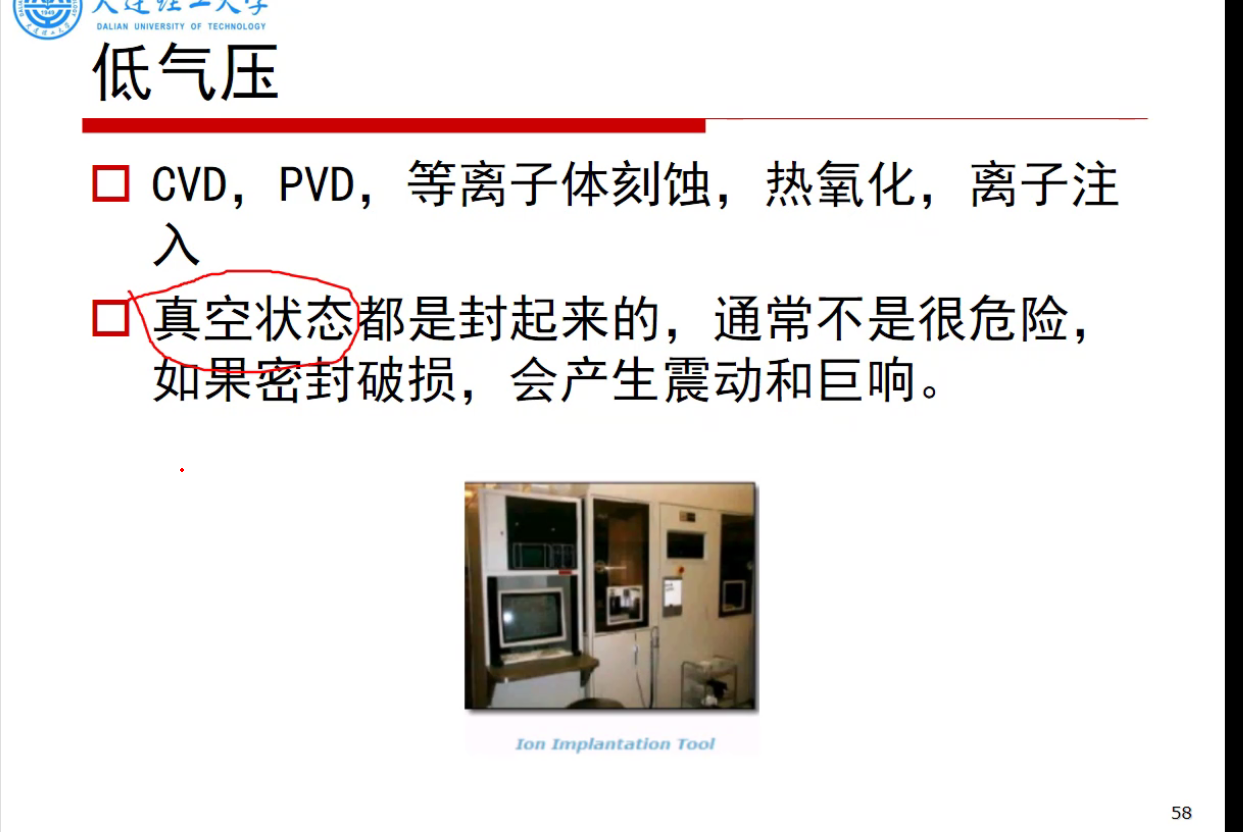 大连理工大学
DALIAN UNIVERSITY OF TECHNOLOGY
低气压
CVD，PVD，等离子体刻蚀，热氧化，离子注
入
真空状态都是封起来的，通常不是很危险，
如果密封破损，会产生震动和巨响。
Ion Implantation Tool
58